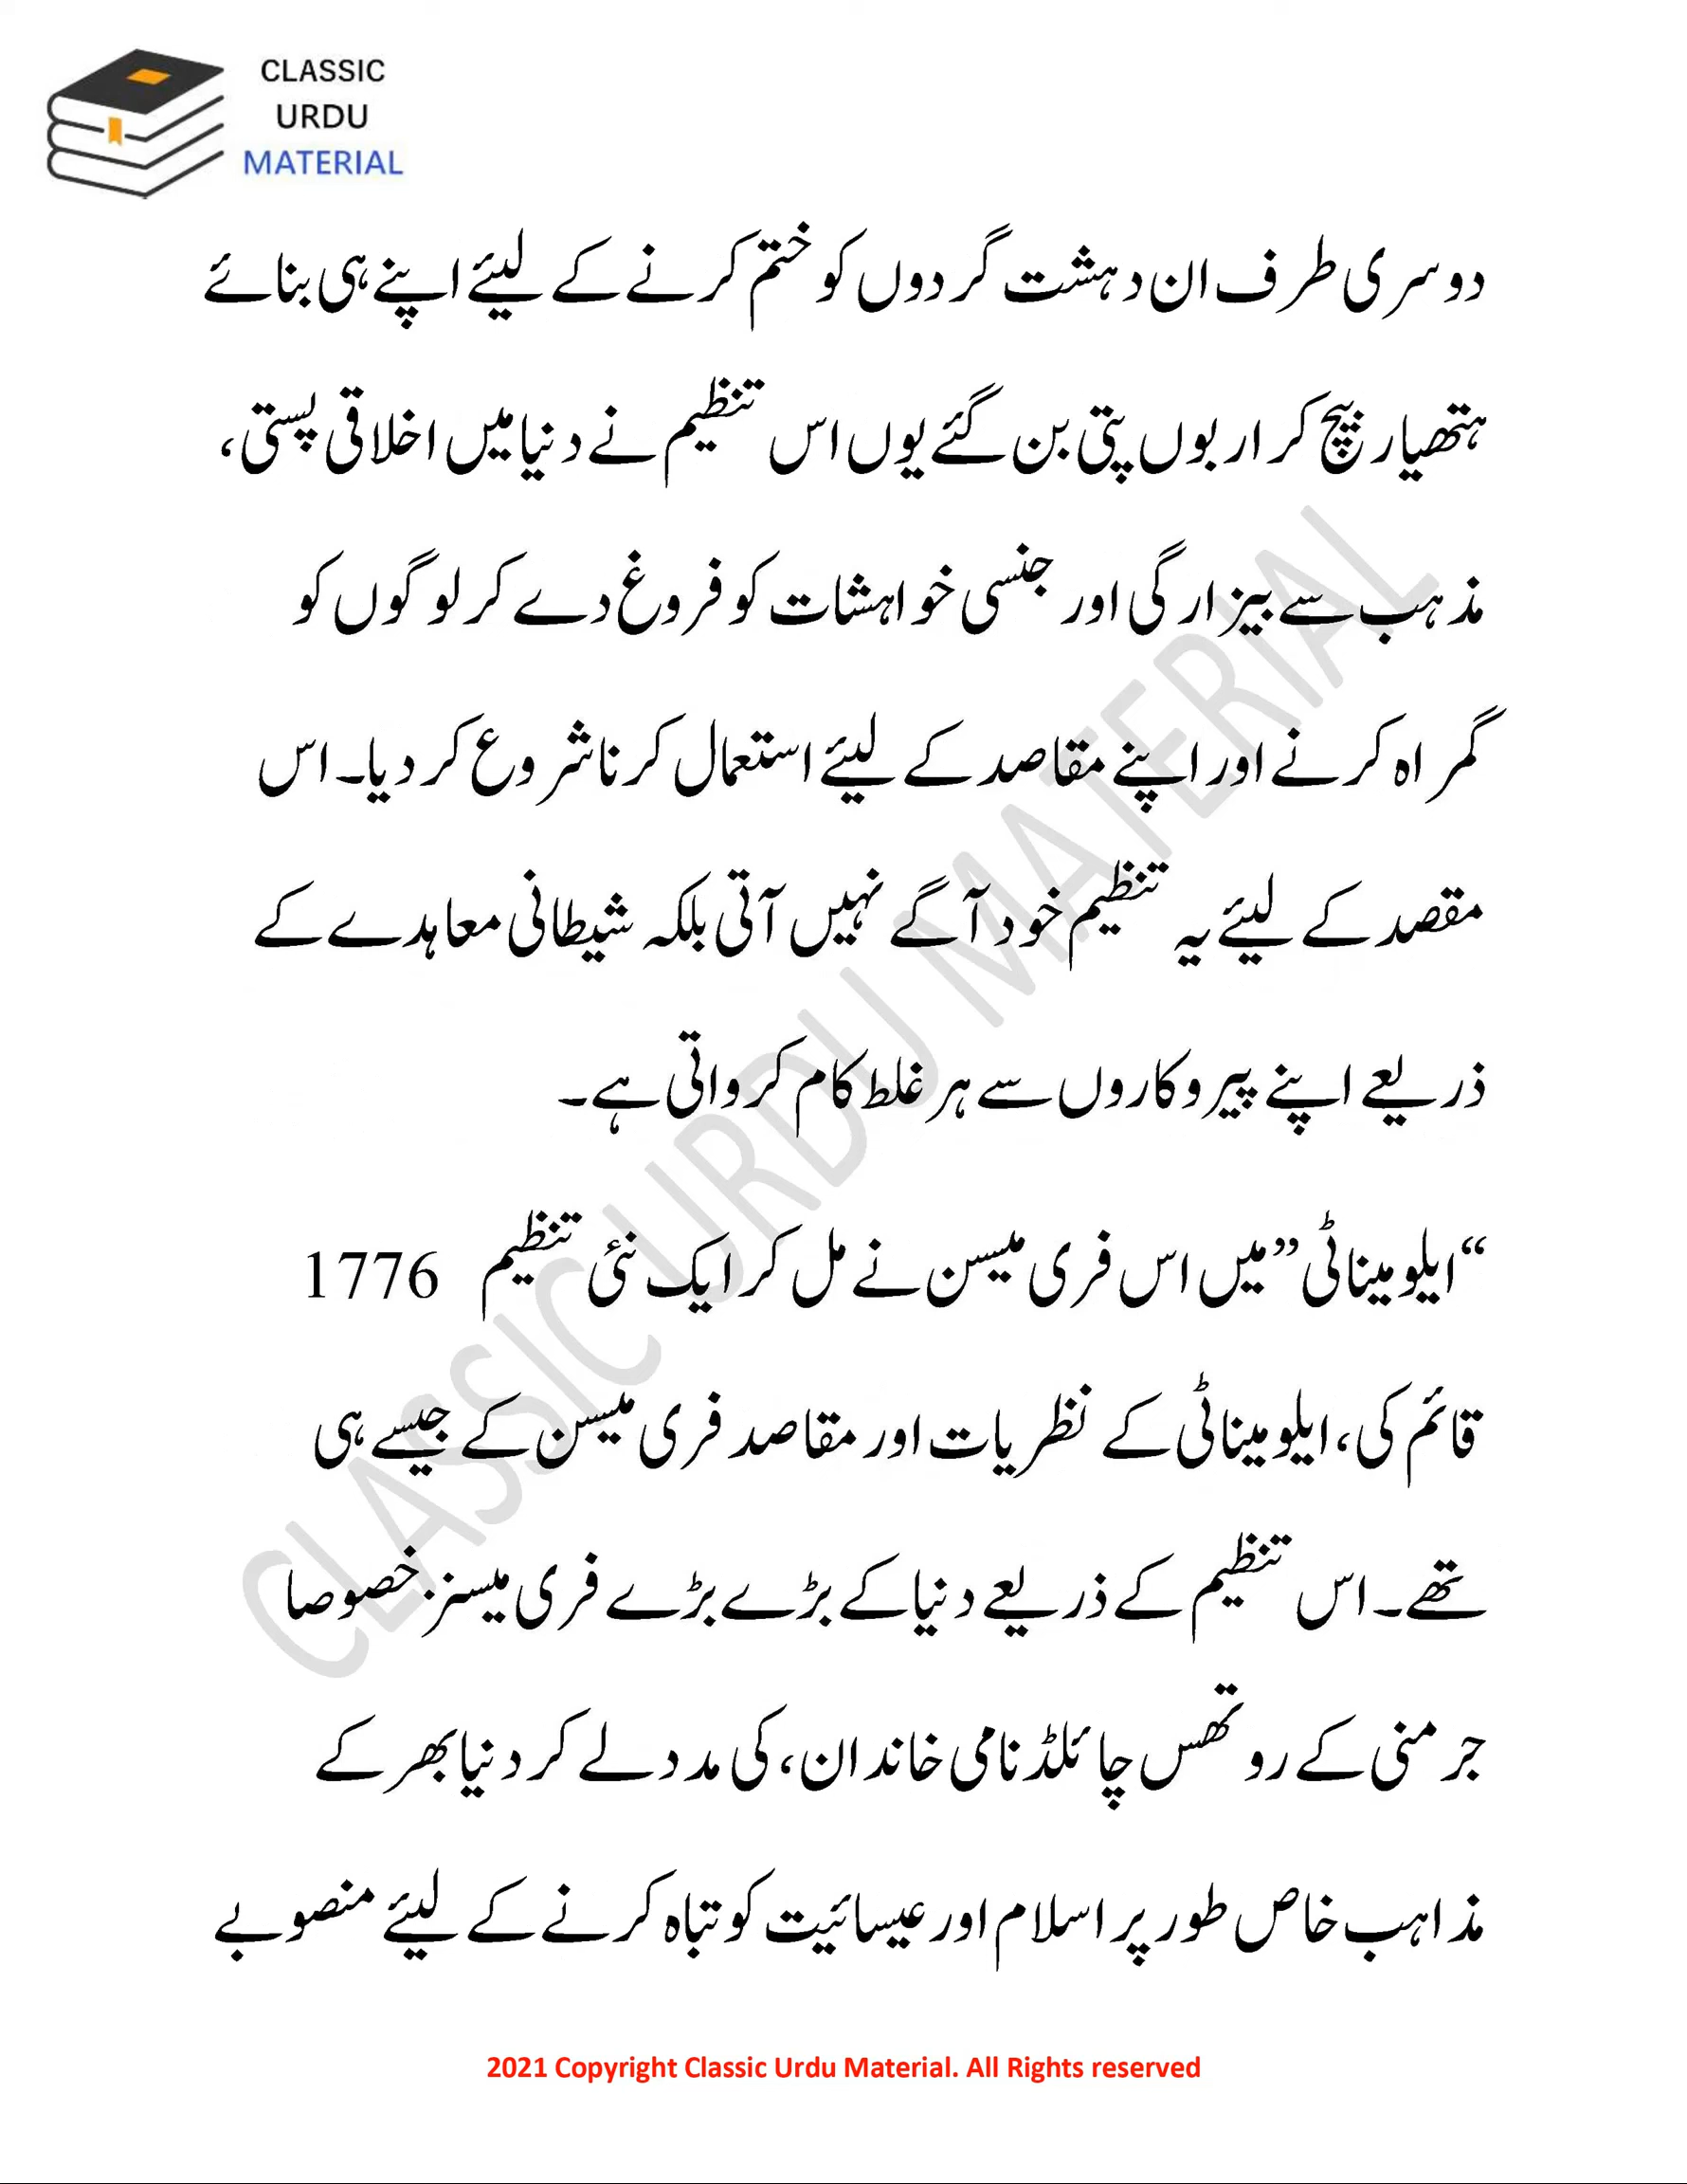 CLASSIC
URDU
MATERIAL
دوسری طرف ان دہشت گردوں کو ختم کرنے کے لیئے اپنے ہی بنائے
ہتھیار بیچ کر اربوں پتی بن گئے یوں اس تنظیم نے دنیا میں اخلاقی پستی،
مذہب سے بیزارگی اور جنسی خواہشات کو فروغ دے کر لوگوں کو
گمراہ کرنے اور اپنے مقاصد کے لیئے استعمال کرنا شروع کر دیا۔ اس
مقصد کے لیئے یہ تنظیم خود آگے نہیں آتی بلکہ شیطانی معاہدے کے
ذریعے اپنے پیروکاروں سے ہر غلط کام کرواتی ہے۔
“ایلومیناٹی” میں اس فری میسن نے مل کر ایک نئی تنظیم 1776
قائم کی، ایلومیناٹی کے نظریات اور مقاصد فری میسن کے جیسے ہی
تھے۔ اس تنظیم کے ذریعے دنیا کے بڑے بڑے فری میسنز خصوصا
جرمنی کے روتھس چائلڈ نامی خاندان، کی مدد لے کر دنیا بھر کے
مذاہب خاص طور پر اسلام اور عیسائیت کو تباہ کرنے کے لیئے منصوبے
CLASSIC URDU MATERIAL
2021 Copyright Classic Urdu Material. All Rights reserved